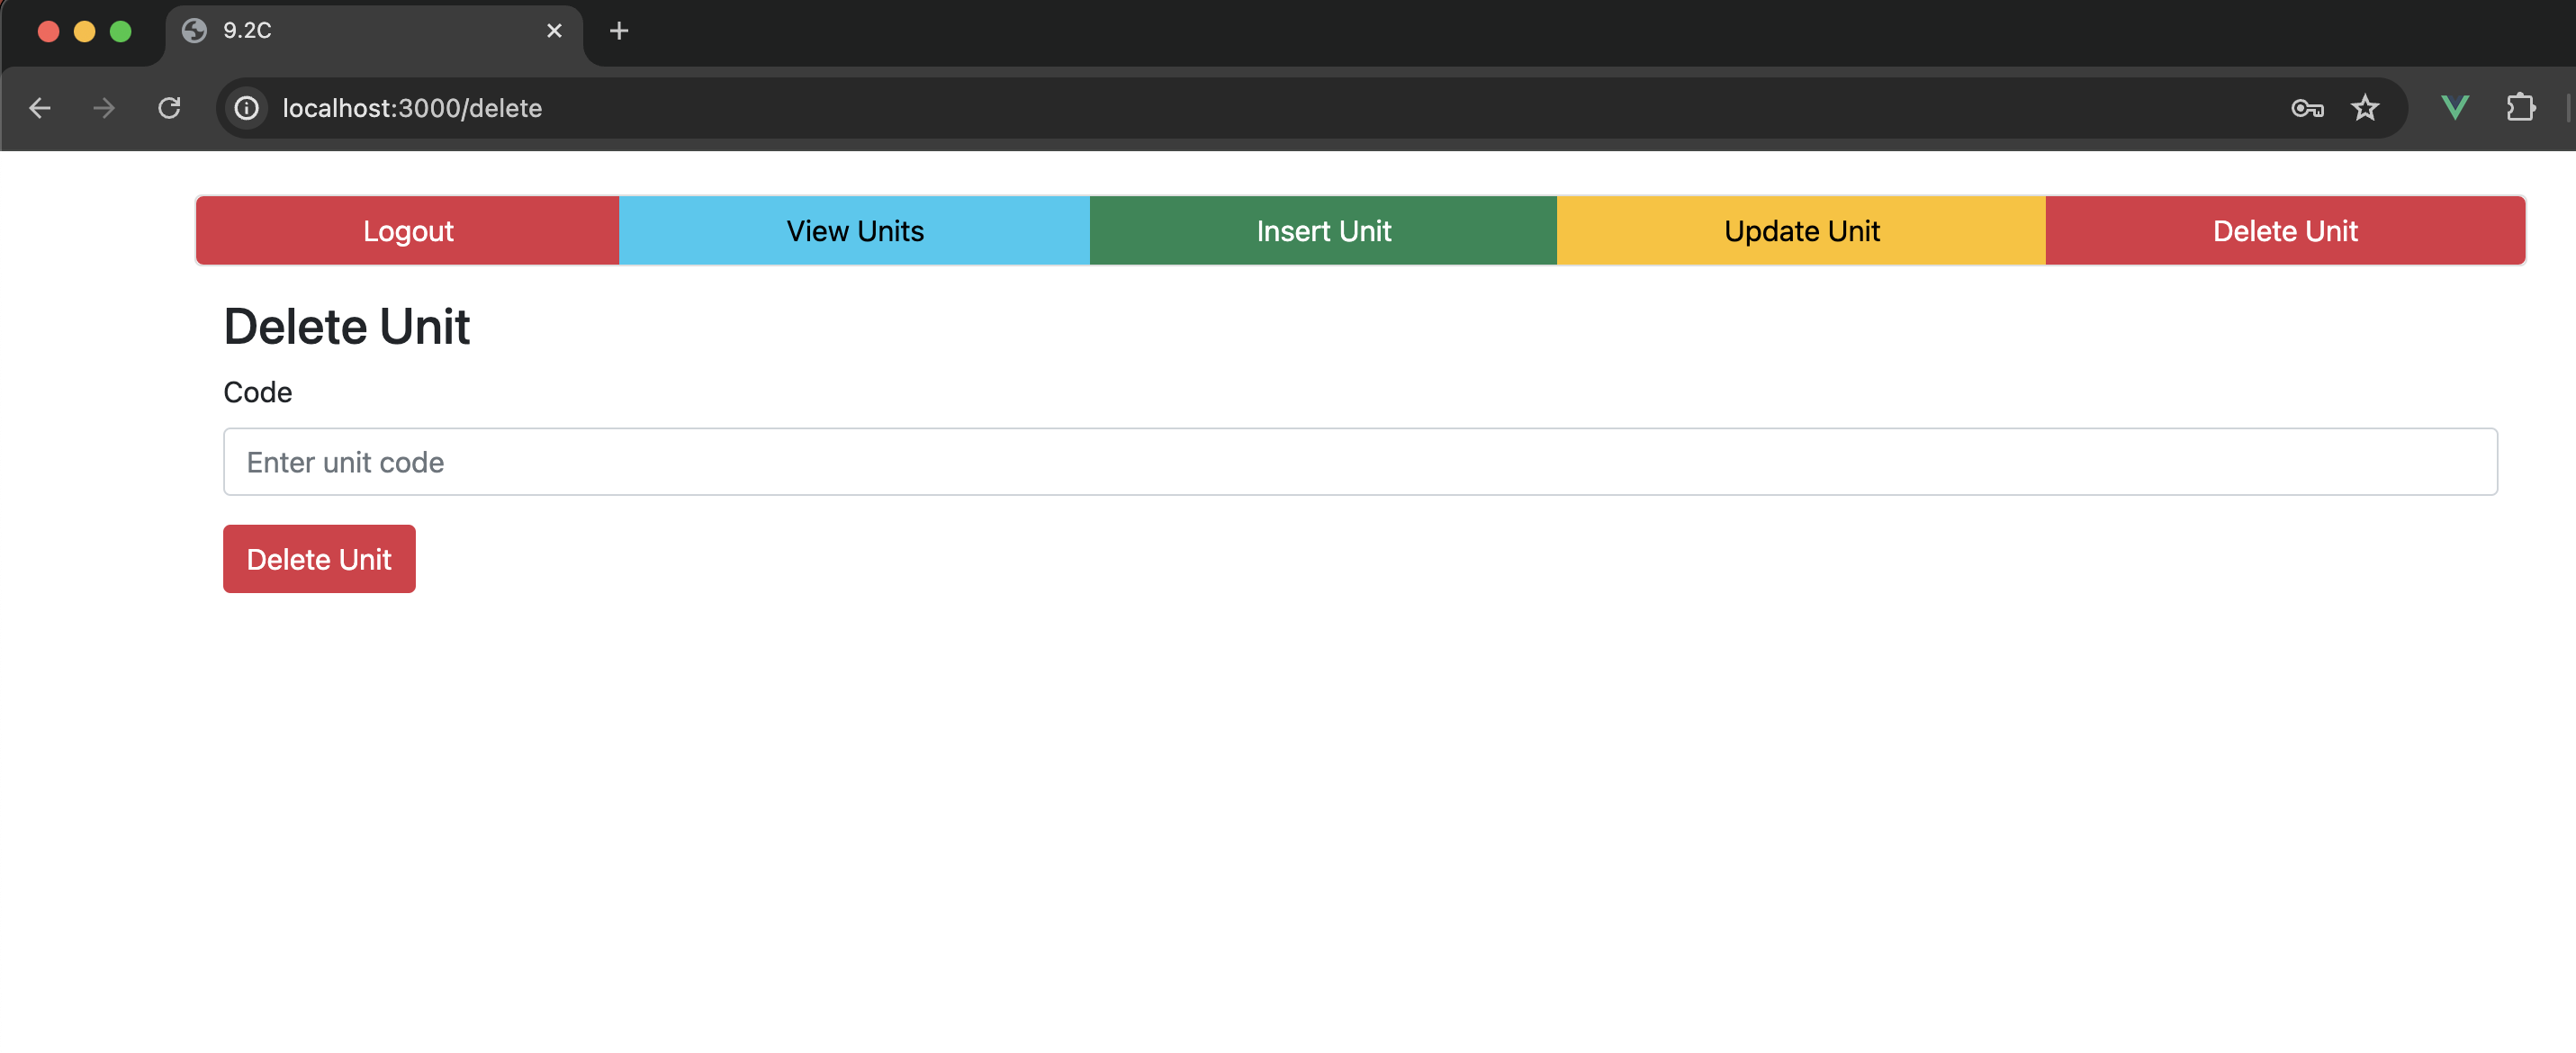 9.2C
localhost:3000/delete
Logout View Units Insert Unit Update Unit Delete Unit
Delete Unit
Code
Enter unit code
Delete Unit